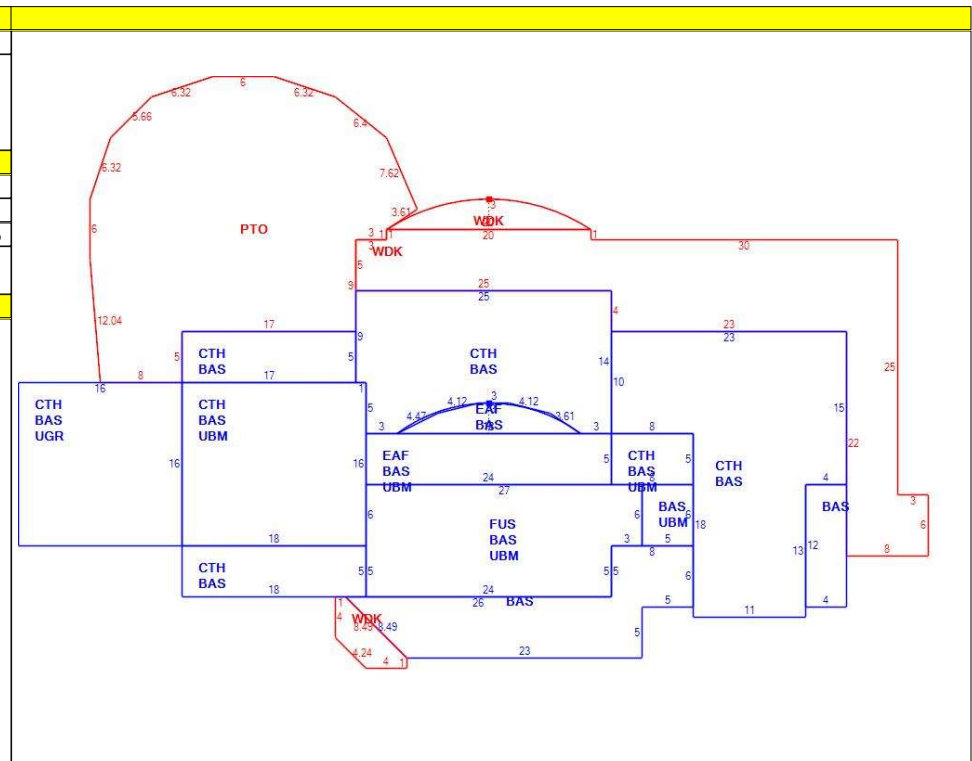 6
6.32
6.32
5.66
6.4
6.32
7.62
3.61
3
WDK
6
PTO
3 1
1
20
1
30
3
WDK
5
9
25
25
4
12.04
17
23
23
5
CTH
BAS
9
5
CTH
BAS
14
10
25
8
17
1
16
CTH
BAS
UGR
CTH
BAS
UBM
5
4.47
4.12
3
4.12
3.61
EAF
BAS
15
3
3
8
22
16
16
EAF
BAS
UBM
5
CTH
BAS
UBM
5
CTH
BAS
24
8
4
27
3
6
FUS
BAS
UBM
6
BAS
UBM
6
18
BAS
6
18
3
5
8
13
12
8
CTH
BAS
5
5
5
5
6
18
24
26
BAS
5
4
1
WDK
4
8.49
8.49
11
5
4.24
4
1
23